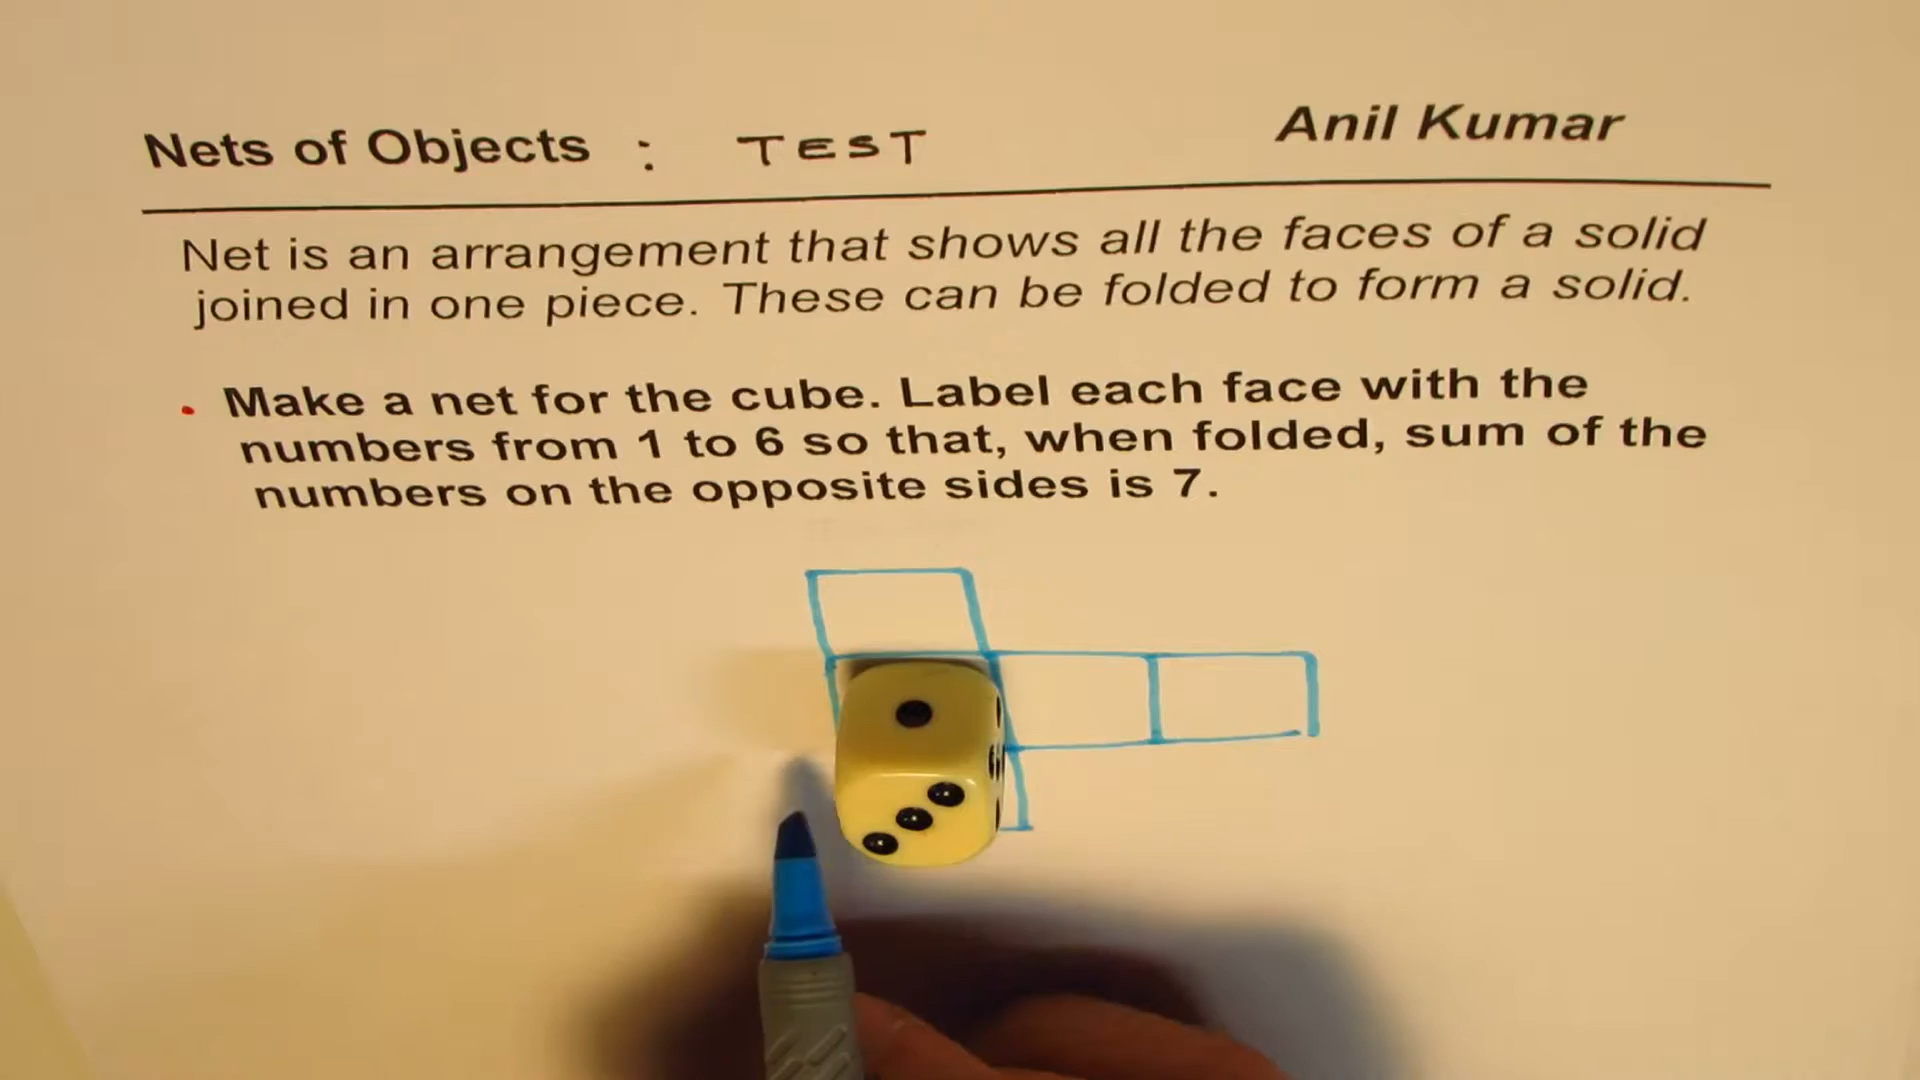 Nets of Objects : TEST
Anil Kumar
Net is an arrangement that shows all the faces of a solid
joined in one piece. These can be folded to form a solid.
• Make a net for the cube. Label each face with the
numbers from 1 to 6 so that, when folded, sum of the
numbers on the opposite sides is 7.